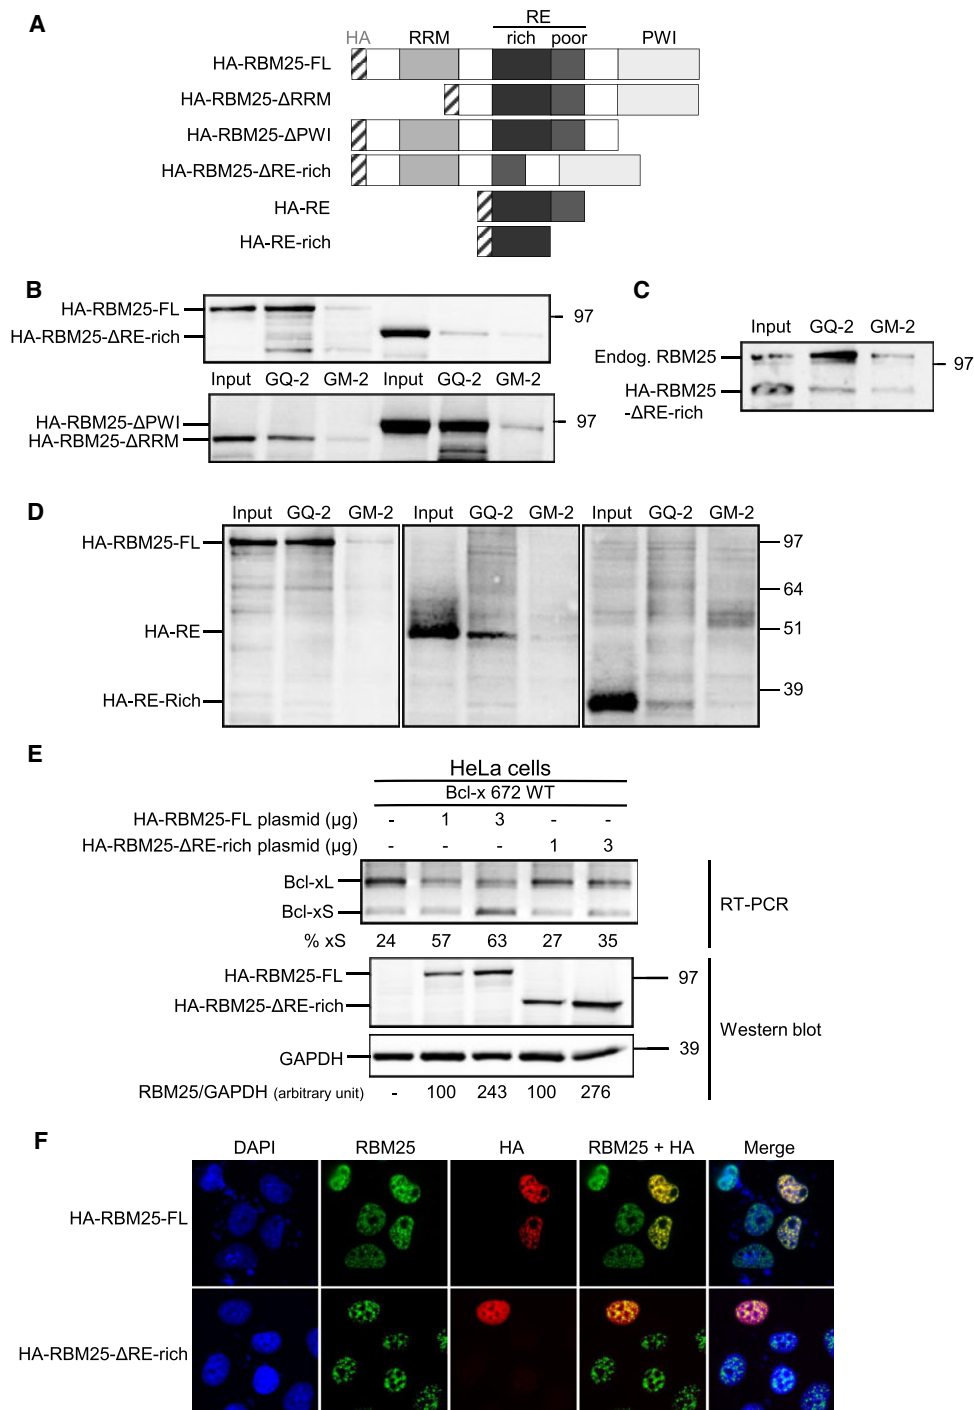 A
RE
HA RRM rich poor PWI
HA-RBM25-FL
HA-RBM25-ΔRRM
HA-RBM25-ΔPWI
HA-RBM25-ΔRE-rich
HA-RE
HA-RE-rich
B
HA-RBM25-FL
97
HA-RBM25-ΔRE-rich
Input GQ-2 GM-2 Input GQ-2 GM-2
HA-RBM25-ΔPWI
97
HA-RBM25-ΔRRM
C
Input GQ-2 GM-2
Endog. RBM25
97
HA-RBM25
-ΔRE-rich
D
Input GQ-2 GM-2 Input GQ-2 GM-2 Input GQ-2 GM-2
HA-RBM25-FL
97
64
HA-RE
51
HA-RE-Rich
39
E
HeLa cells
Bcl-x 672 WT
HA-RBM25-FL plasmid (µg) - 1 3 - -
HA-RBM25-ΔRE-rich plasmid (µg) - - - 1 3
Bcl-xL
Bcl-xS
RT-PCR
% xS 24 57 63 27 35
HA-RBM25-FL
97
HA-RBM25-ΔRE-rich
Western blot
GAPDH
39
RBM25/GAPDH (arbitrary unit) - 100 243 100 276
F
DAPI RBM25 HA RBM25 + HA Merge
HA-RBM25-FL
HA-RBM25-ΔRE-rich